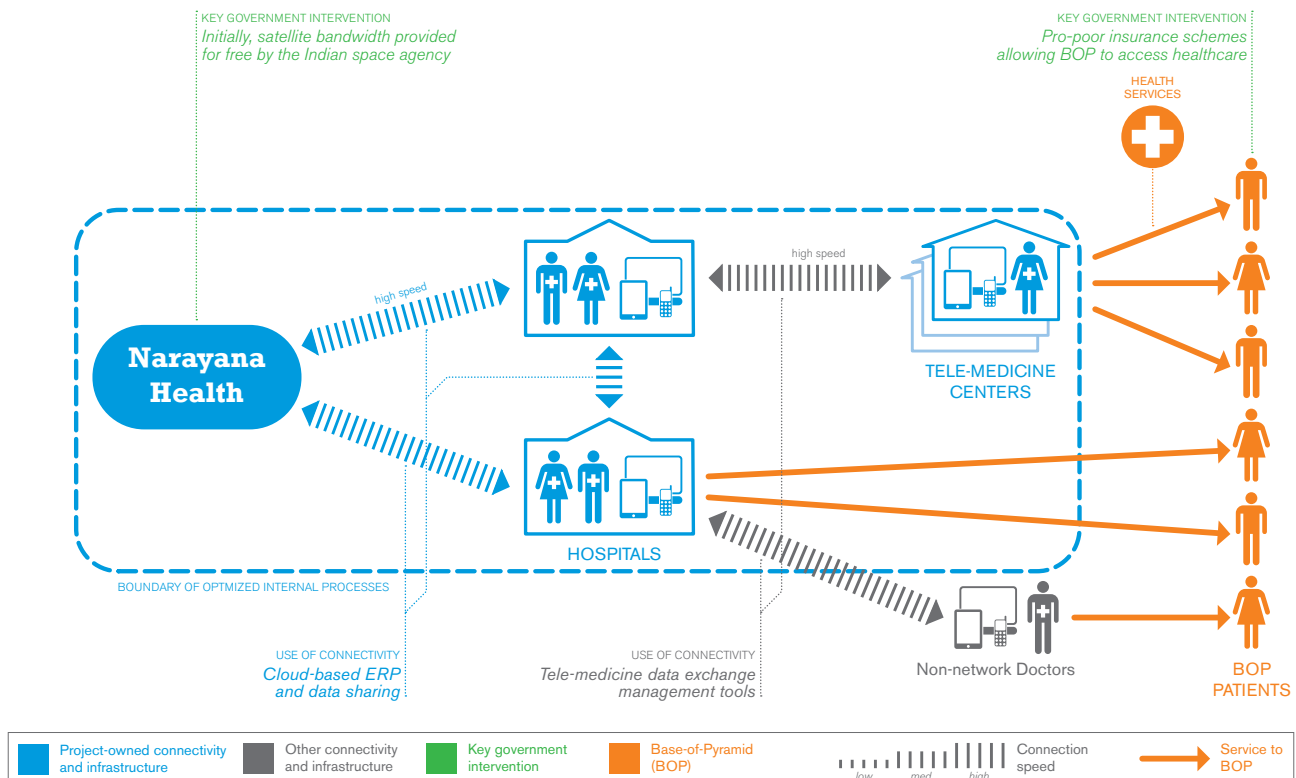 KEY GOVERNMENT INTERVENTION
Initially, satellite bandwidth provided
for free by the Indian space agency
KEY GOVERNMENT INTERVENTION
Pro-poor insurance schemes
allowing BOP to access healthcare
HEALTH
SERVICES
high speed
high speed
Narayana
Health
TELE-MEDICINE
CENTERS
HOSPITALS
BOUNDARY OF OPTMIZED INTERNAL PROCESSES
USE OF CONNECTIVITY
Cloud-based ERP
and data sharing
USE OF CONNECTIVITY
Tele-medicine data exchange
management tools
Non-network Doctors
BOP
PATIENTS
Project-owned connectivity
and infrastructure
Other connectivity
and infrastructure
Key government
intervention
Base-of-Pyramid
(BOP)
low med high
Connection
speed
Service to
BOP